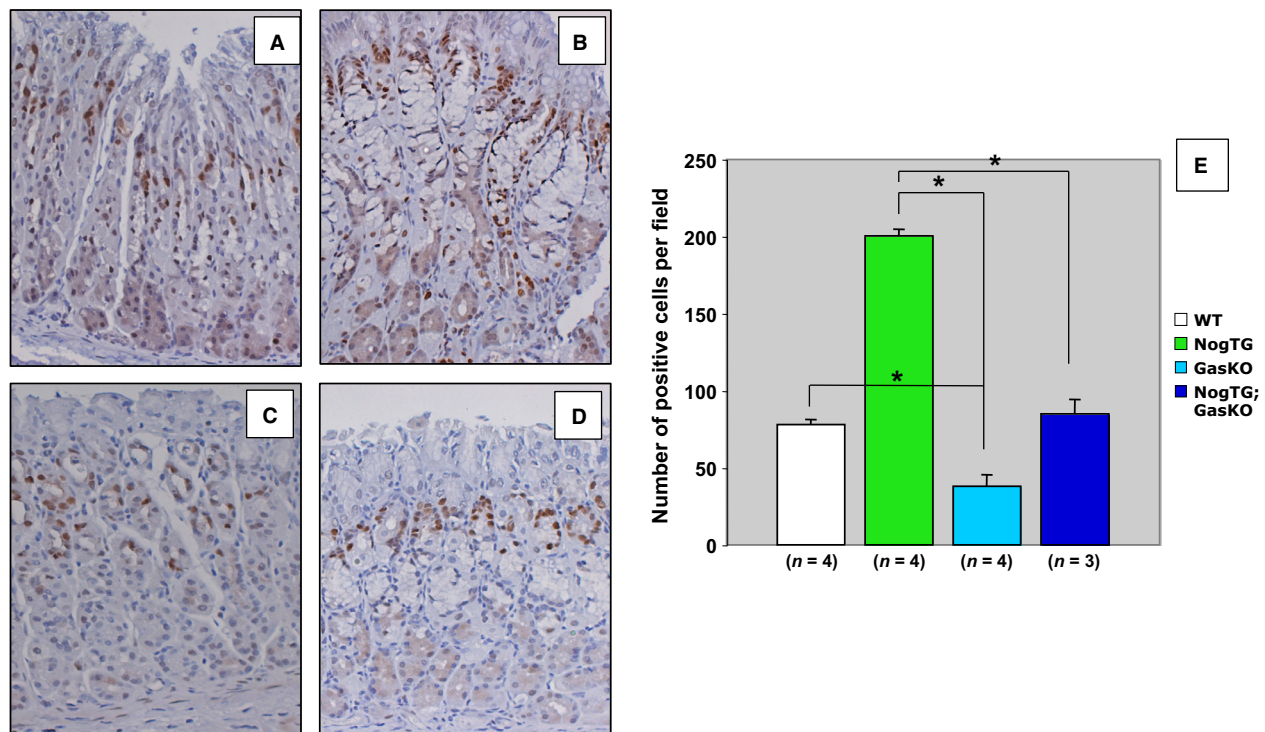 A
B
C
D
E
Number of positive cells per field
250
200
150
100
50
0
*
*
*
(n = 4)
(n = 4)
(n = 4)
(n = 3)
WT
NogTG
GasKO
NogTG;
GasKO